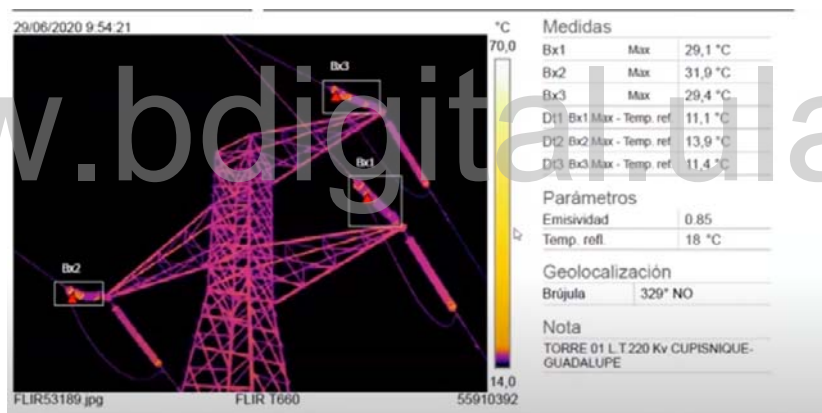 29/06/2020 9:54:21
°C
70,0
Bx3
Bx1
Bx2
14,0
FLIR53189.jpg FLIR T660 55910392
Medidas
Bx1 Max 29,1 °C
Bx2 Max 31,9 °C
Bx3 Max 29,4 °C
Dt1 Bx1.Max - Temp. ref. 11,1 °C
Dt2 Bx2.Max - Temp. ref. 13,9 °C
Dt3 Bx3.Max - Temp. ref. 11,4 °C
Parámetros
Emisividad 0.85
Temp. refl. 18 °C
Geolocalización
Brújula 329° NO
Nota
TORRE 01 L.T.220 Kv CUPISNIQUE-
GUADALUPE
w.bdigital.ula